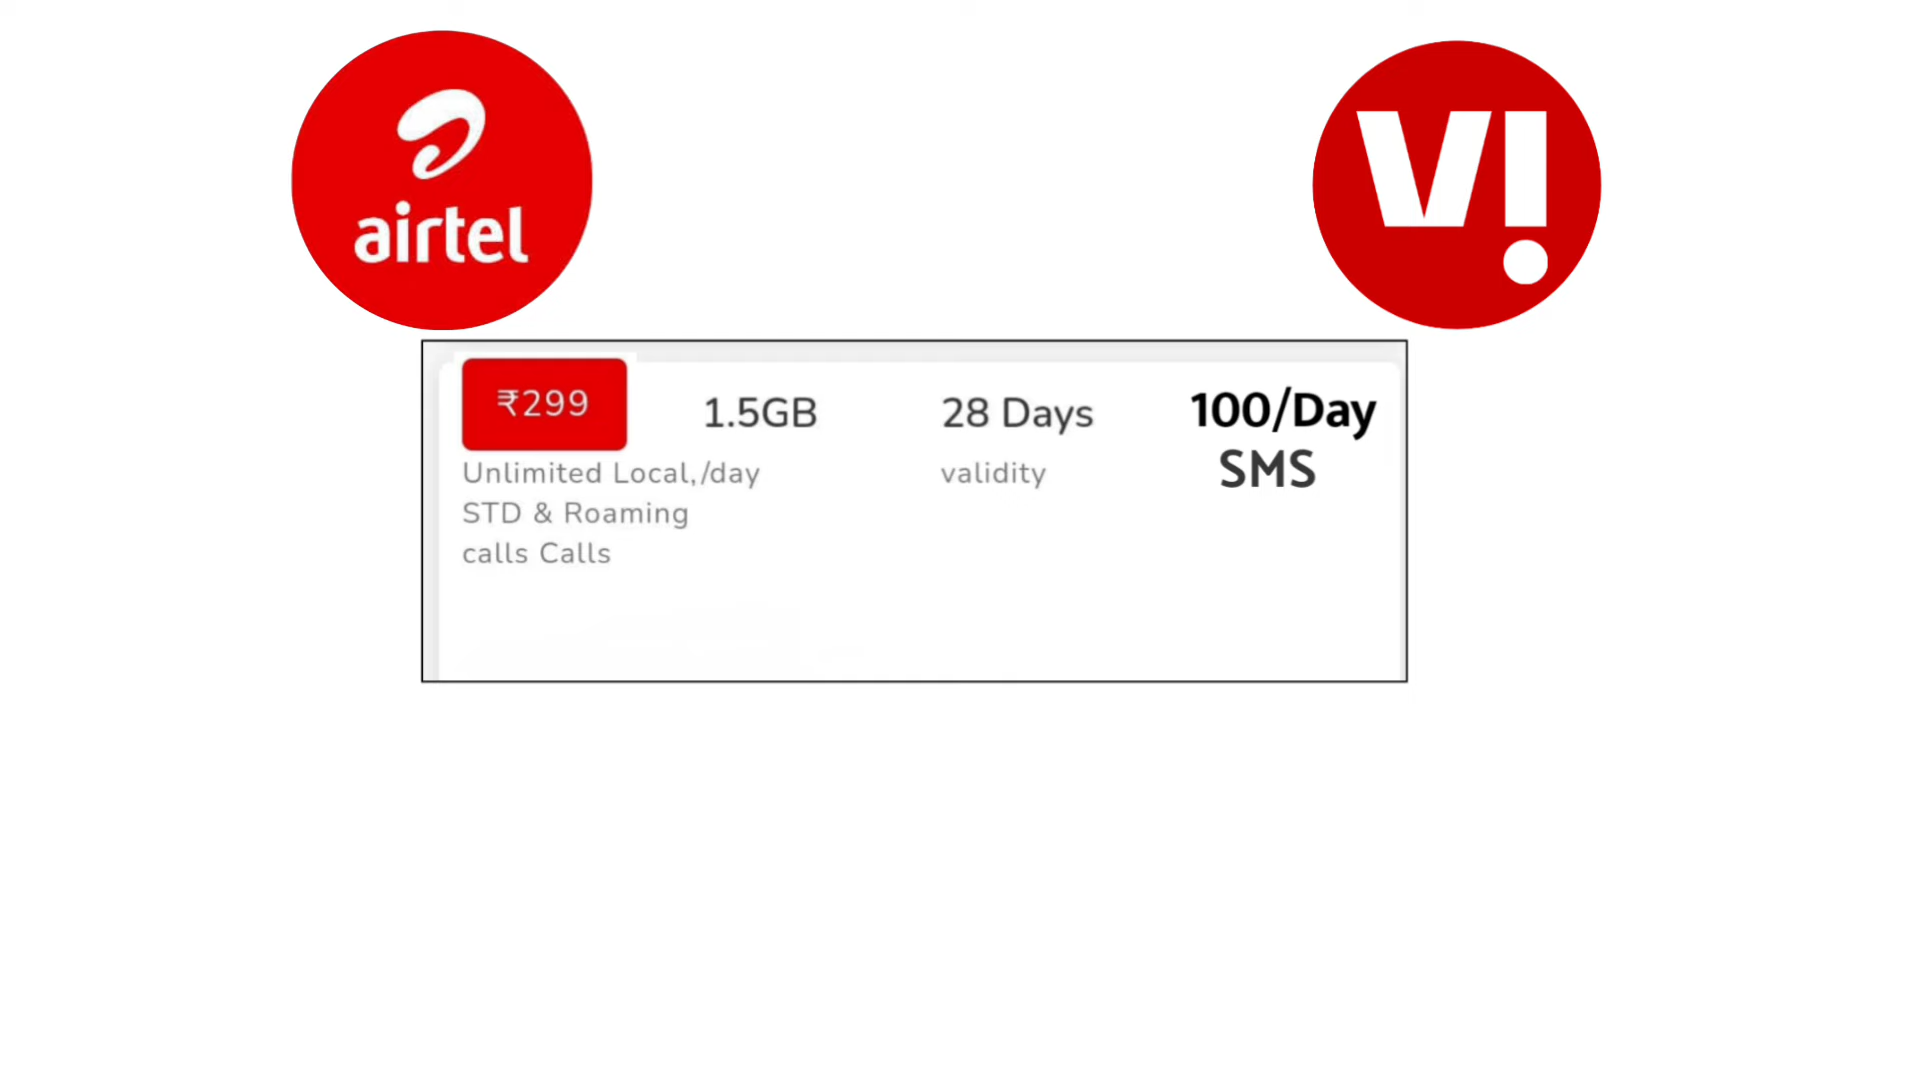 airtel
VI
₹299 1.5GB 28 Days 100/Day
Unlimited Local, /day validity SMS
STD & Roaming
calls Calls